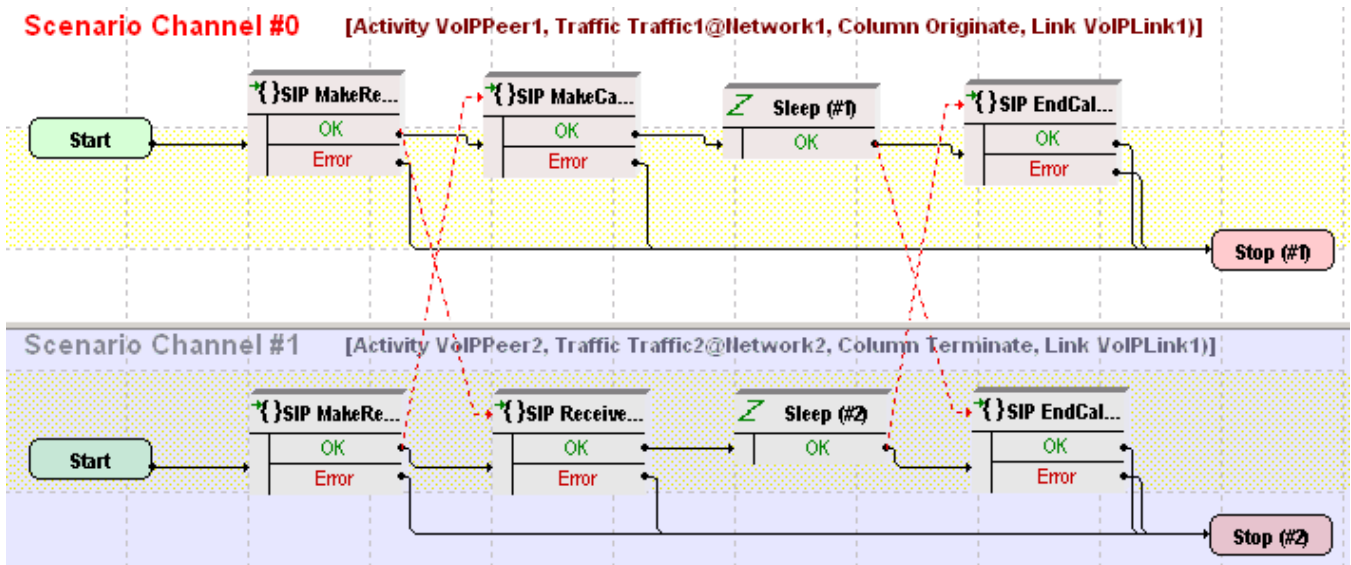 Scenario Channel #0 [Activity VoIPPeer1, Traffic Traffic1@Network1, Column Originate, Link VoIPLink1)]
{}SIP MakeRe... {}SIP MakeCa... Z Sleep (#1) {}SIP EndCal...
Start OK OK OK OK
Error Error Error
Stop (#1)
Scenario Channel #1 [Activity VoIPPeer2, Traffic Traffic2@Network2, Column Terminate, Link VoIPLink1)]
{}SIP MakeRe... {}SIP Receive... Z Sleep (#2) {}SIP EndCal...
Start OK OK OK OK
Error Error Error
Stop (#2)